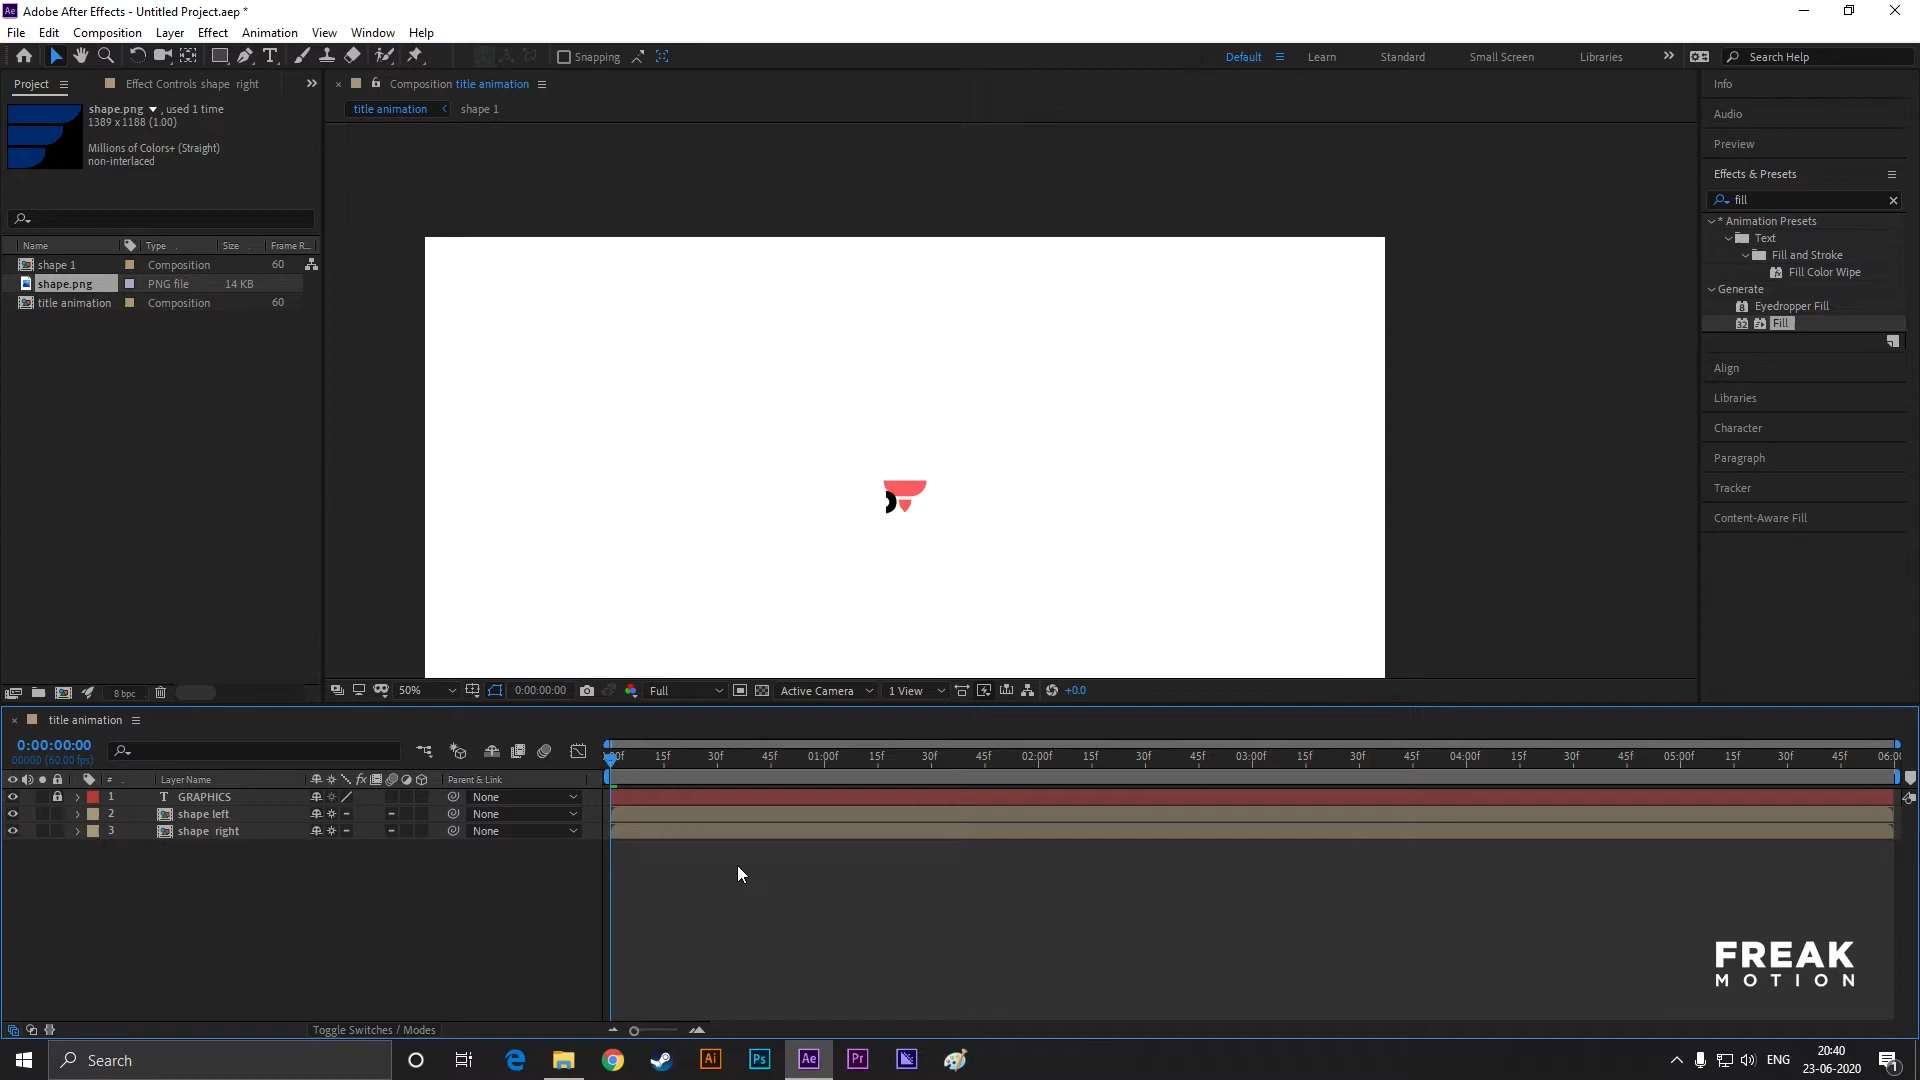 Ae Adobe After Effects - Untitled Project.aep *
File Edit Composition Layer Effect Animation View Window Help
Snapping Default Learn Standard Small Screen Libraries Search Help
Project Effect Controls shape right
shape.png , used 1 time
1389 x 1188 (1.00)
Millions of Colors+ (Straight)
non-interlaced
Name Type Size Frame R...
shape 1 Composition 60
shape.png PNG file 14 KB
title animation Composition 60
8 bpc
Composition title animation
title animation shape 1
50% 0:00:00:00 Full Active Camera 1 View +0.0
Info
Audio
Preview
Effects & Presets
fill
* Animation Presets
Text
Fill and Stroke
Fill Color Wipe
Generate
Eyedropper Fill
32 Fill
Align
Libraries
Character
Paragraph
Tracker
Content-Aware Fill
title animation
0:00:00:00
00000 (60.00 fps)
15f 30f 45f 01:00f 15f 30f 45f 02:00f 15f 30f 45f 03:00f 15f 30f 45f 04:00f 15f 30f 45f 05:00f 15f 30f 45f 06:00
# Layer Name fx Parent & Link
1 T GRAPHICS None
2 shape left None
3 shape right None
FREAK
MOTION
Toggle Switches / Modes
Search Ai Ps Ae Pr ENG 20:40
23-06-2020 1